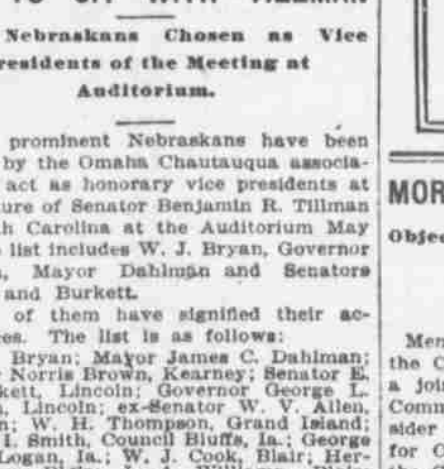 Nebraskans Chosen as Vice
residents of the Meeting at
Auditorium.
prominent Nebraskans have been
by the Omaha Chautauqua associa-
act as honorary vice presidents at
ure of Senator Benjamin R. Tillman
h Carolina at the Auditorium May
list includes W. J. Bryan, Governor
, Mayor Dahlman and Senators
and Burkett.
of them have signified their ac-
es. The list is as follows:
Bryan; Mayor James C. Dahlman;
Norris Brown, Kearney; Senator E.
kett, Lincoln; Governor George L.
, Lincoln; ex-Senator W. V. Allen,
n; W. H. Thompson, Grand Island;
I. Smith, Council Bluffs, Ia.; George
Logan, Ia.; W. J. Cook, Blair; Her-
MOR
Objec
Men
the C
a joi
Comm
sider
for c